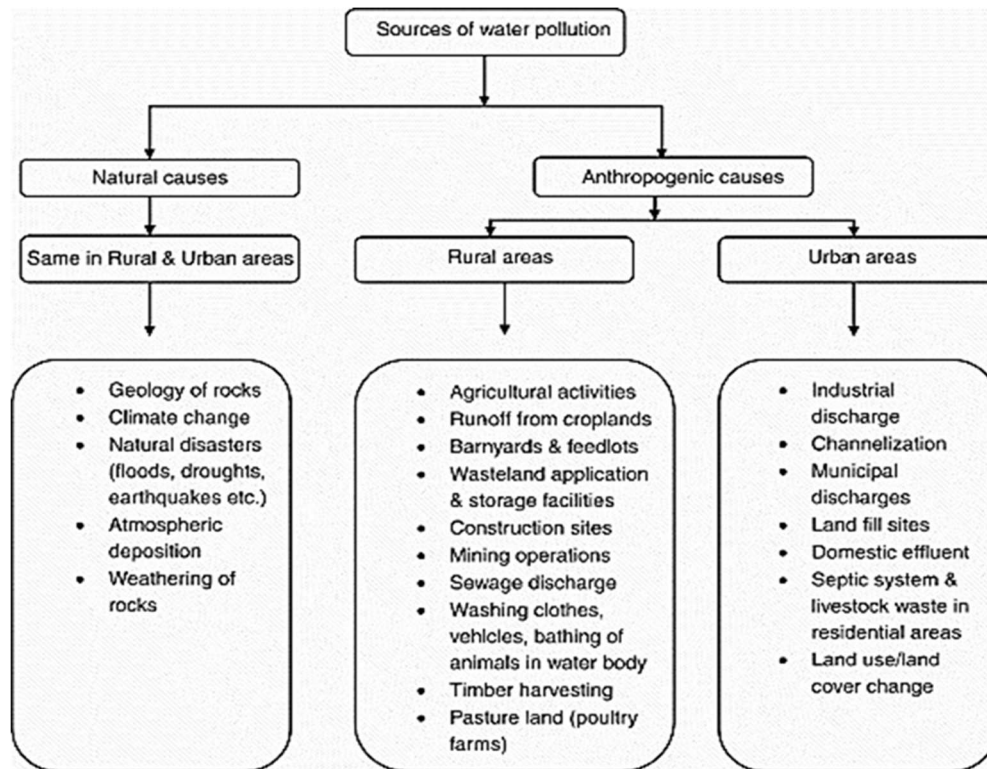 Sources of water pollution
Natural causes
Anthropogenic causes
Same in Rural & Urban areas
Rural areas
Urban areas
• Geology of rocks
• Climate change
• Natural disasters
(floods, droughts,
earthquakes etc.)
• Atmospheric
deposition
• Weathering of
rocks
• Agricultural activities
• Runoff from croplands
• Barnyards & feedlots
• Wasteland application
& storage facilities
• Construction sites
• Mining operations
• Sewage discharge
• Washing clothes,
vehicles, bathing of
animals in water body
• Timber harvesting
• Pasture land (poultry
farms)
• Industrial
discharge
• Channelization
• Municipal
discharges
• Land fill sites
• Domestic effluent
• Septic system &
livestock waste in
residential areas
• Land use/land
cover change